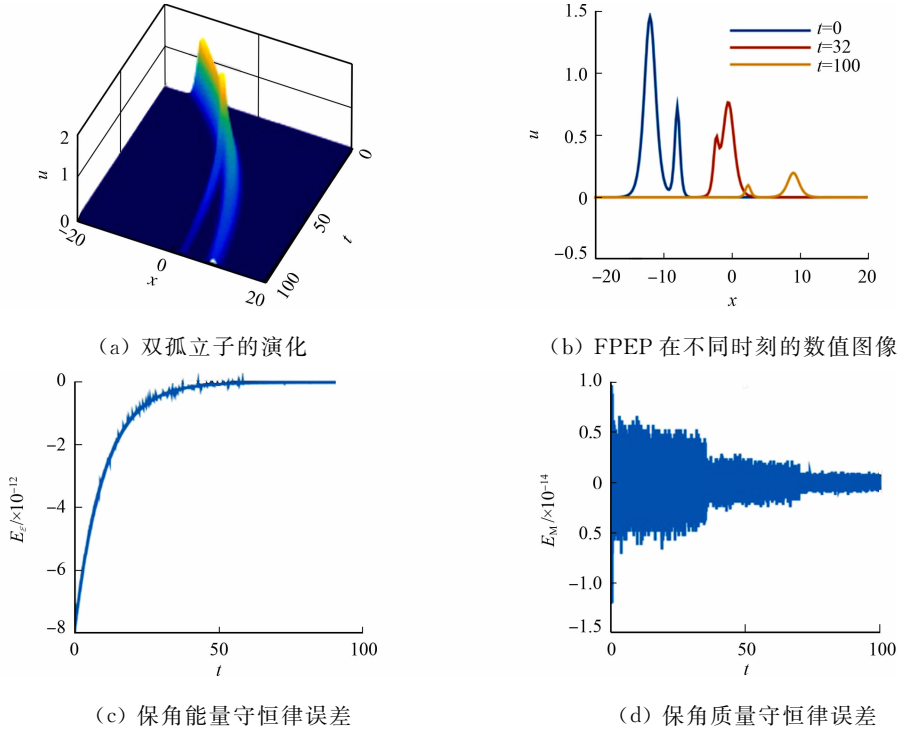 2
1
0
u
-20
0
20
x
0
50
100
t
1.5
1.0
0.5
0
-0.5
u
t=0
t=32
t=100
-20 -10 0 10 20
x
(a) 双孤立子的演化
(b) FPEP 在不同时刻的数值图像
0
-2
-4
-6
-8
E_E/×10⁻¹²
0 50 100
t
1.0
0.5
0
0.5
-1.0
-1.5
E_M/×10⁻¹⁴
0 50 100
t
(c) 保角能量守恒律误差
(d) 保角质量守恒律误差